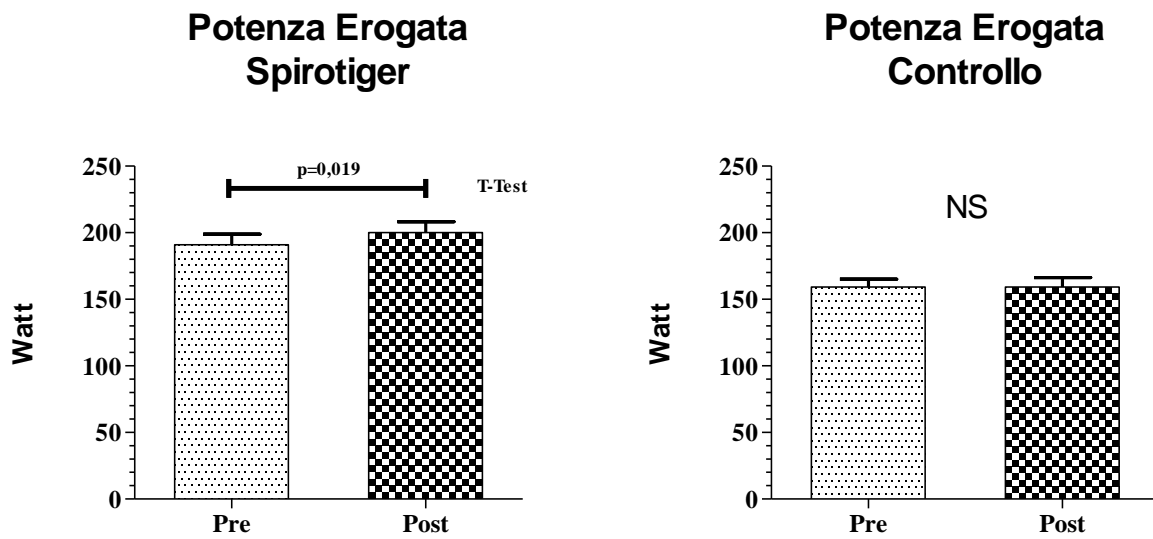 Potenza Erogata
Spirotiger
Watt
250
200
150
100
50
0
p=0,019
T-Test
Pre
Post
Potenza Erogata
Controllo
Watt
250
200
150
100
50
0
NS
Pre
Post